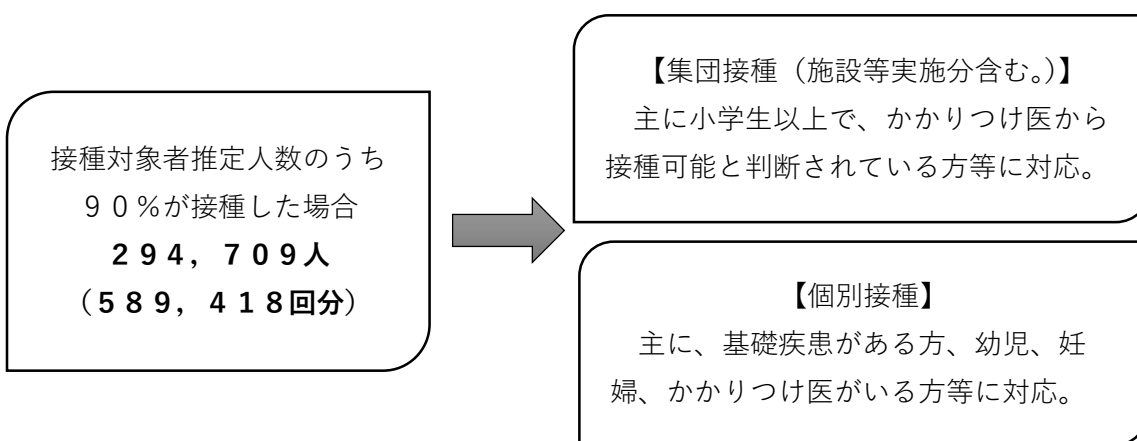 接種対象者推定人数のうち
９０％が接種した場合
２９４，７０９人
（５８９，４１８回分）
【集団接種（施設等実施分含む。）】
主に小学生以上で、かかりつけ医から
接種可能と判断されている方等に対応。
【個別接種】
主に、基礎疾患がある方、幼児、妊
婦、かかりつけ医がいる方等に対応。